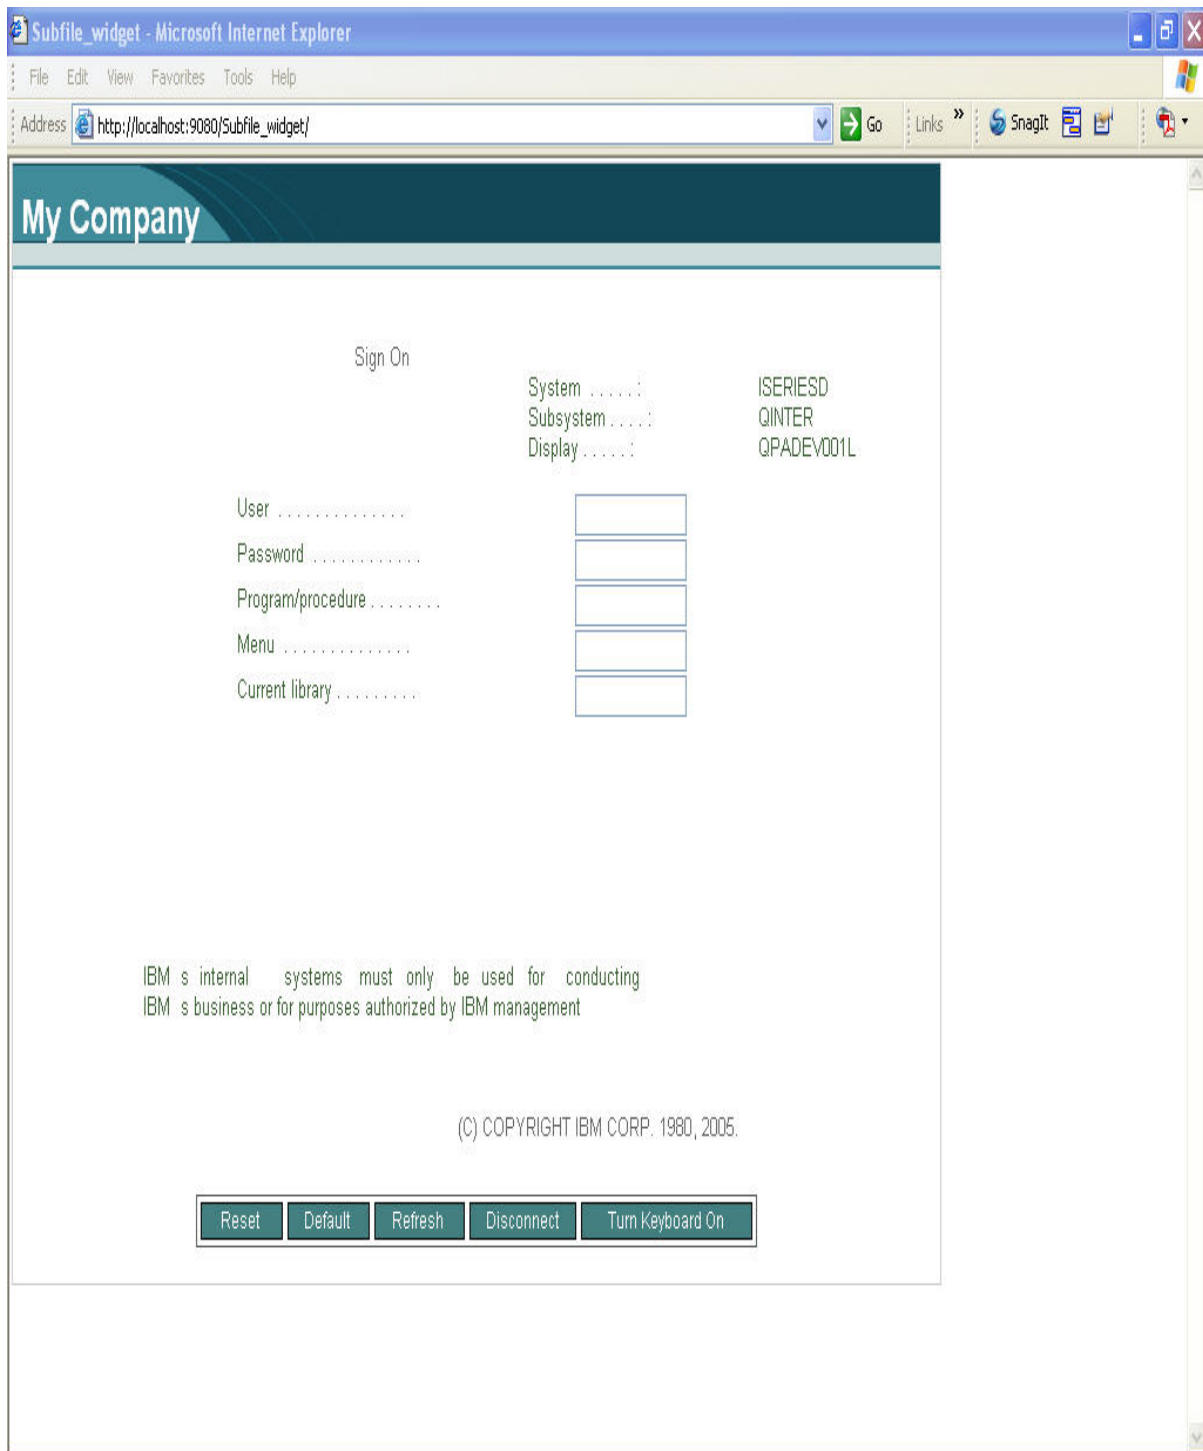 Subfile_widget - Microsoft Internet Explorer
File Edit View Favorites Tools Help
Address http://localhost:9080/Subfile_widget/ Go Links » SnagIt
My Company
Sign On
System . . . . . : ISERIESD
Subsystem . . . . : QINTER
Display . . . . . : QPADEV001L
User . . . . . . . . . . . . . .
Password . . . . . . . . . . . .
Program/procedure . . . . . . . .
Menu . . . . . . . . . . . . . .
Current library . . . . . . . . .
IBM s internal systems must only be used for conducting
IBM s business or for purposes authorized by IBM management
(C) COPYRIGHT IBM CORP. 1980, 2005.
Reset Default Refresh Disconnect Turn Keyboard On